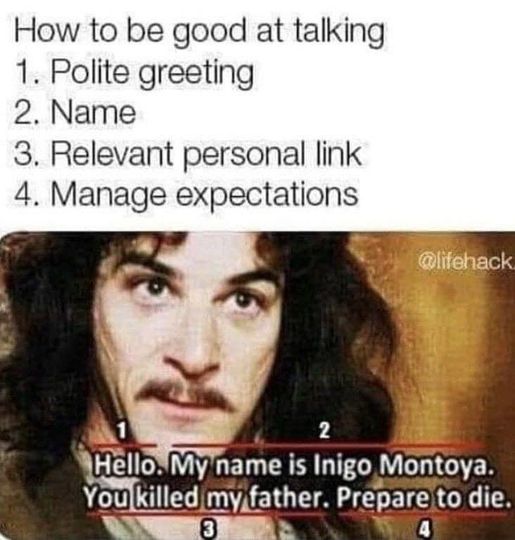 How to be good at talking
1. Polite greeting
2. Name
3. Relevant personal link
4. Manage expectations
@lifehack.
1 2
Hello. My name is Inigo Montoya.
You killed my father. Prepare to die.
3 4